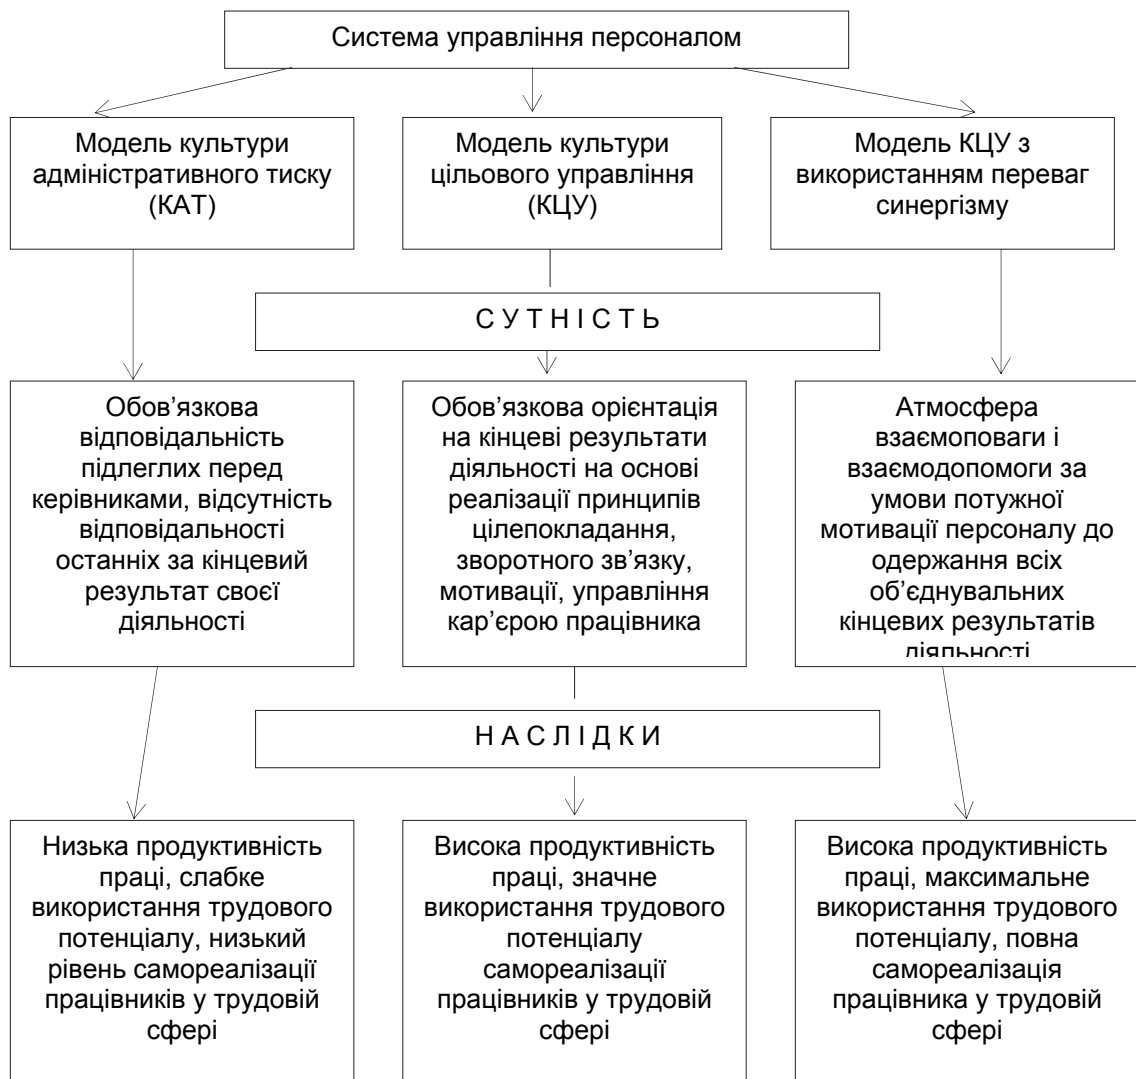 Система управління персоналом
Модель культури
адміністративного тиску
(КАТ)
Модель культури
цільового управління
(КЦУ)
Модель КЦУ з
використанням переваг
синергізму
С У Т Н І С Т Ь
Обов’язкова
відповідальність
підлеглих перед
керівниками, відсутність
відповідальності
останніх за кінцевий
результат своєї
діяльності
Обов’язкова орієнтація
на кінцеві результати
діяльності на основі
реалізації принципів
цілепокладання,
зворотного зв’язку,
мотивації, управління
кар’єрою працівника
Атмосфера
взаємоповаги і
взаємодопомоги за
умови потужної
мотивації персоналу до
одержання всіх
об’єднувальних
кінцевих результатів
діяльності
Н А С Л І Д К И
Низька продуктивність
праці, слабке
використання трудового
потенціалу, низький
рівень самореалізації
працівників у трудовій
сфері
Висока продуктивність
праці, значне
використання трудового
потенціалу
самореалізації
працівників у трудовій
сфері
Висока продуктивність
праці, максимальне
використання трудового
потенціалу, повна
самореалізація
працівника у трудовій
сфері